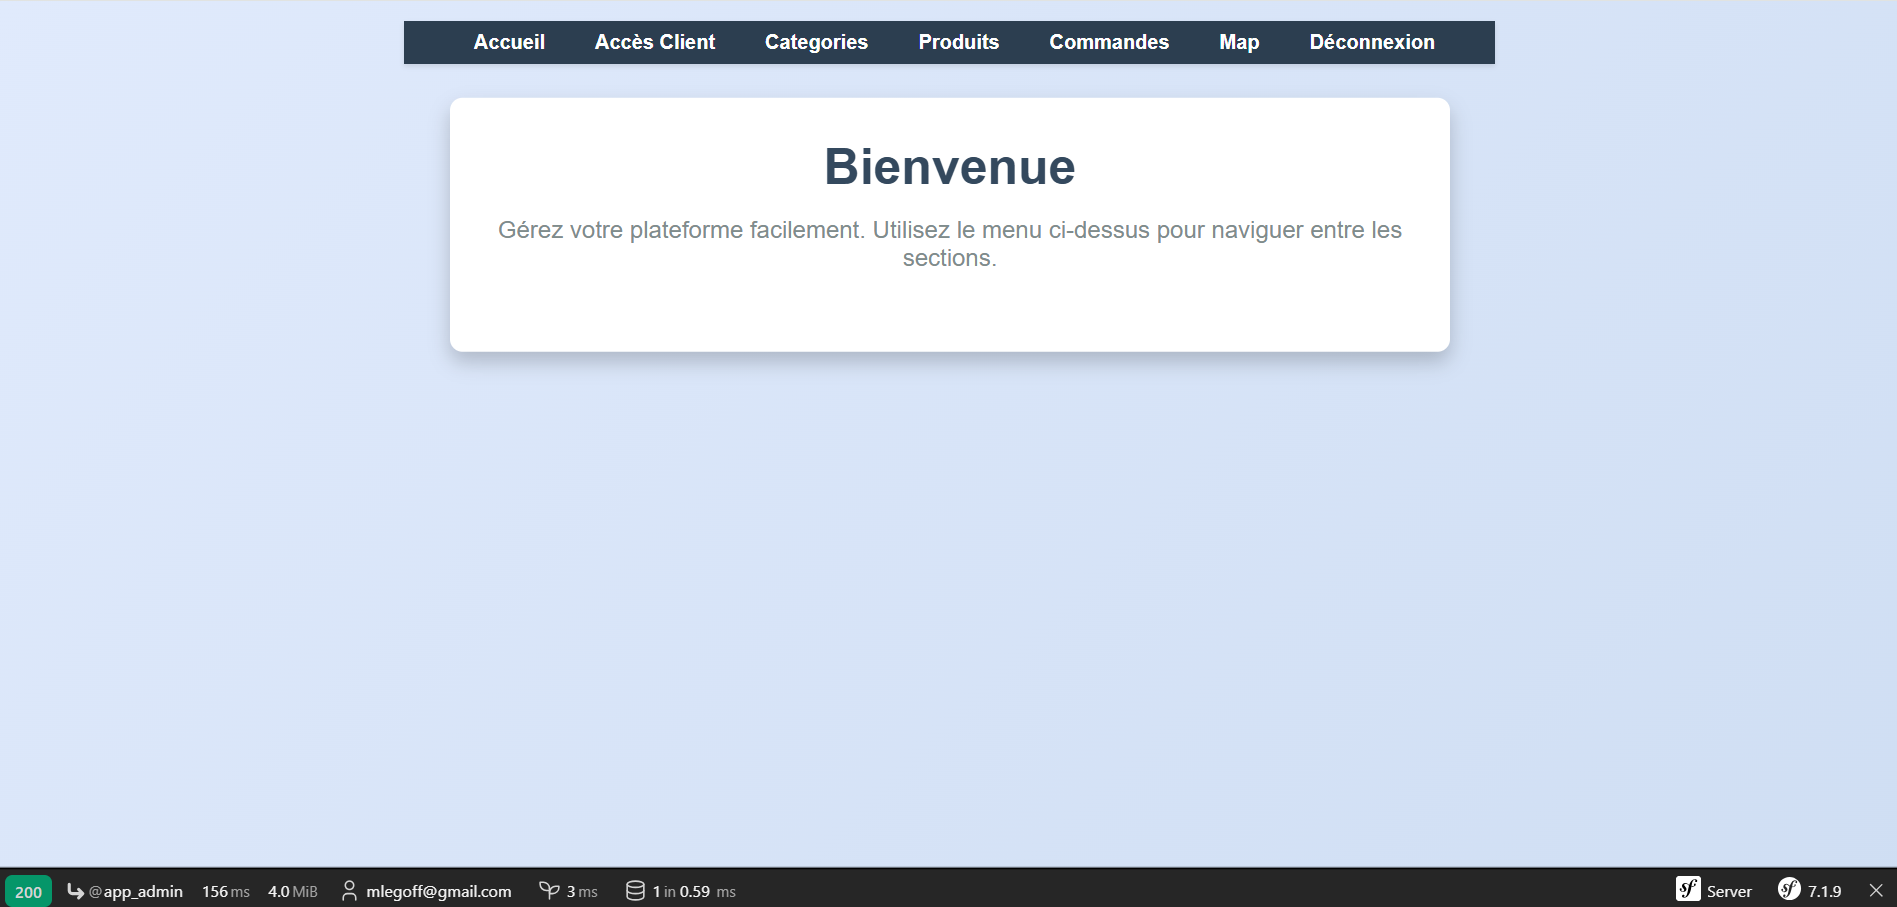 Accueil Accès Client Categories Produits Commandes Map Déconnexion
Bienvenue
Gérez votre plateforme facilement. Utilisez le menu ci-dessus pour naviguer entre les
sections.
200 @app_admin 156 ms 4.0 MiB mlegoff@gmail.com 3 ms 1 in 0.59 ms sf Server sf 7.1.9